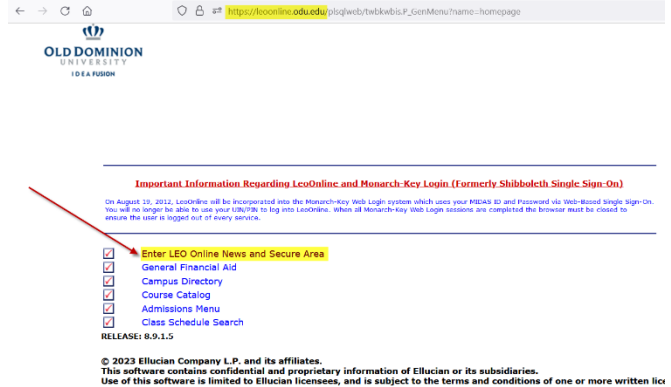 https://leoonline.odu.edu/plsqlweb/twbkwbis.P_GenMenu?name=homepage
OLD DOMINION
UNIVERSITY
IDEA FUSION
Important Information Regarding LeoOnline and Monarch-Key Login (Formerly Shibboleth Single Sign-On)
On August 19, 2012, LeoOnline will be incorporated into the Monarch-Key Web Login system which uses your MIDAS ID and Password via Web-Based Single Sign-On.
You will no longer be able to use your UIN/PIN to log into LeoOnline. When all Monarch-Key Web Login sessions are completed the browser must be closed to
ensure the user is logged out of every service.
Enter LEO Online News and Secure Area
General Financial Aid
Campus Directory
Course Catalog
Admissions Menu
Class Schedule Search
RELEASE: 8.9.1.5
© 2023 Ellucian Company L.P. and its affiliates.
This software contains confidential and proprietary information of Ellucian or its subsidiaries.
Use of this software is limited to Ellucian licensees, and is subject to the terms and conditions of one or more written lice